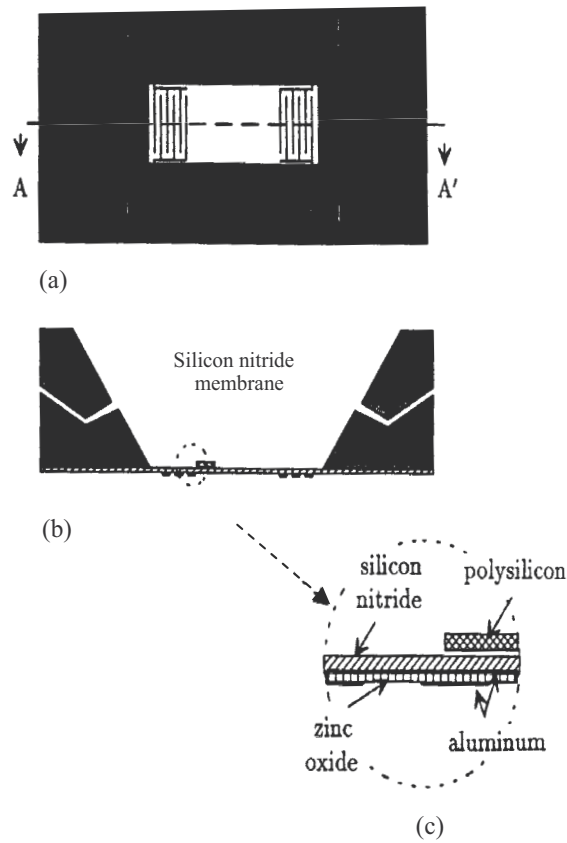 A
A'
(a)
Silicon nitride
membrane
(b)
silicon
nitride
polysilicon
zinc
oxide
aluminum
(c)